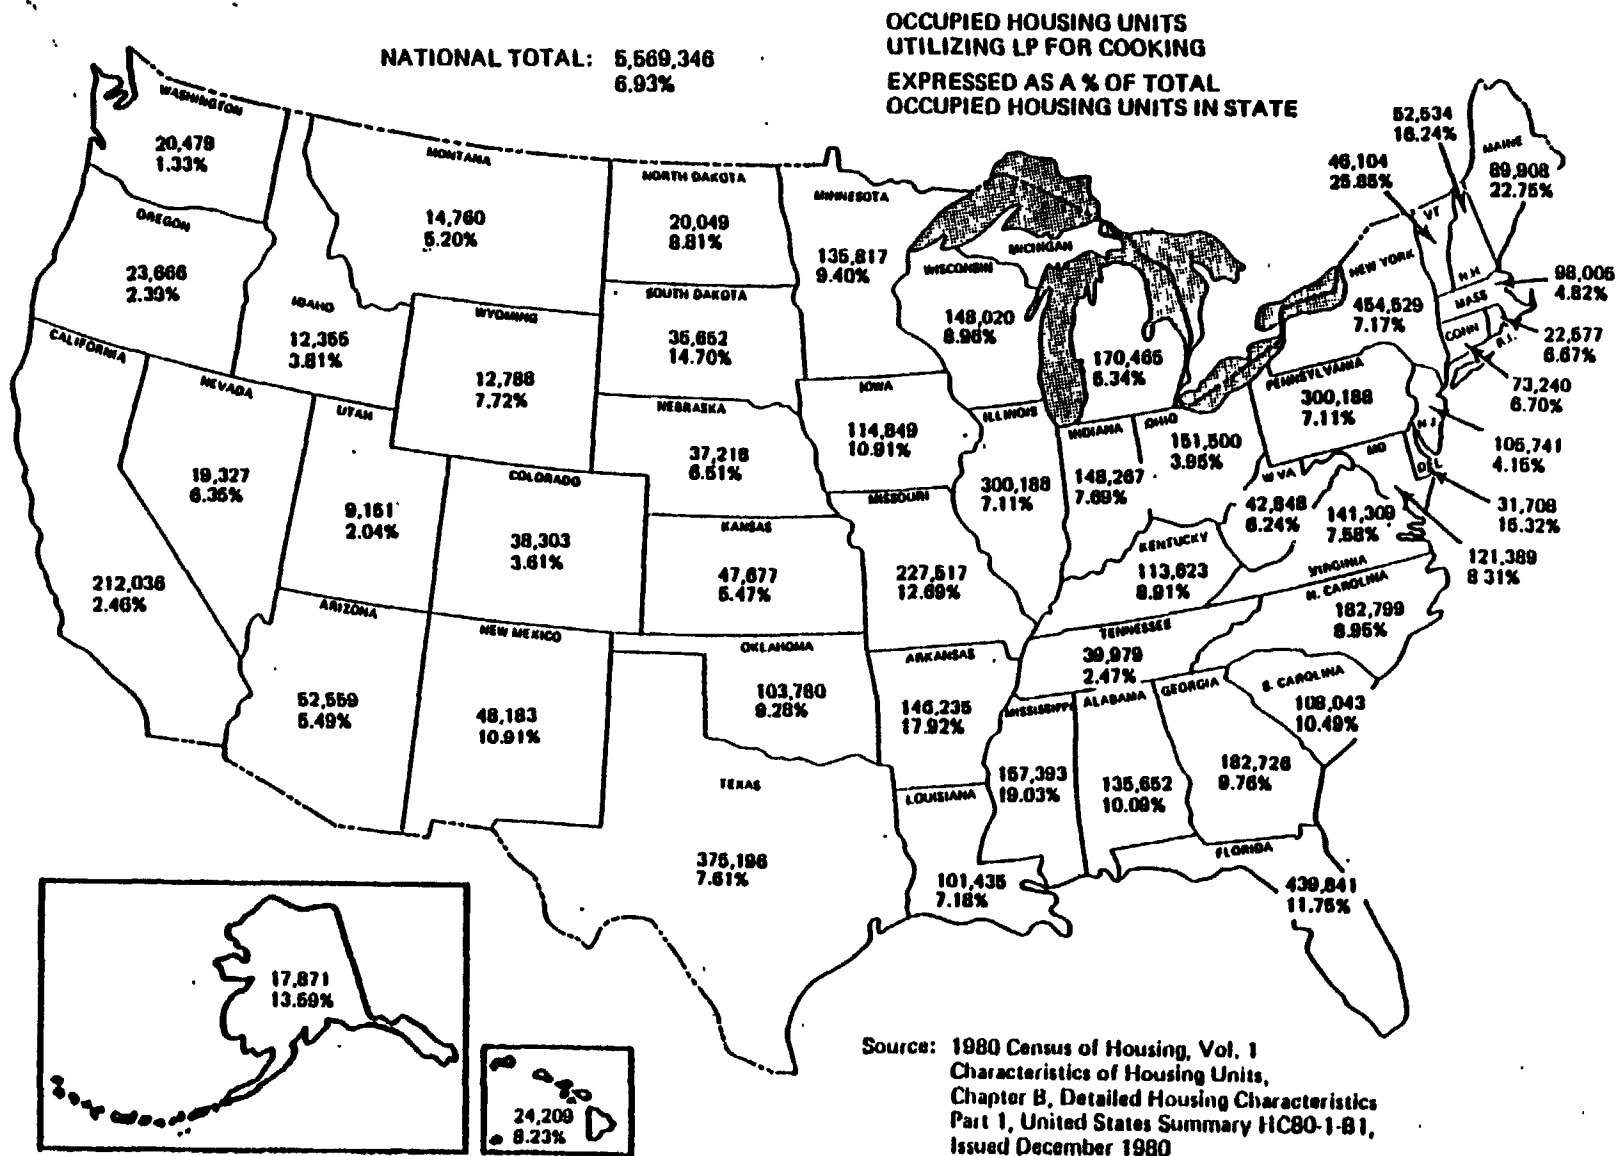 OCCUPIED HOUSING UNITS
UTILIZING LP FOR COOKING
EXPRESSED AS A % OF TOTAL
OCCUPIED HOUSING UNITS IN STATE
NATIONAL TOTAL: 5,569,346
6.93%
WASHINGTON
20,479
1.33%
OREGON
23,666
2.39%
CALIFORNIA
212,036
2.46%
NEVADA
19,327
6.35%
IDAHO
12,355
3.81%
MONTANA
14,760
5.20%
WYOMING
12,788
7.72%
UTAH
9,161
2.04%
COLORADO
38,303
3.61%
ARIZONA
52,559
5.49%
NEW MEXICO
48,183
10.91%
NORTH DAKOTA
20,049
8.81%
SOUTH DAKOTA
35,652
14.70%
NEBRASKA
37,216
6.51%
KANSAS
47,677
5.47%
OKLAHOMA
103,780
9.28%
TEXAS
375,196
7.61%
MINNESOTA
135,817
9.40%
IOWA
114,849
10.91%
MISSOURI
227,517
12.69%
ARKANSAS
146,235
17.92%
LOUISIANA
101,435
7.18%
WISCONSIN
148,020
8.96%
MICHIGAN
170,465
5.34%
ILLINOIS
300,188
7.11%
INDIANA
148,267
7.69%
OHIO
151,500
3.95%
KENTUCKY
113,623
8.91%
TENNESSEE
39,979
2.47%
MISSISSIPPI
157,393
19.03%
ALABAMA
135,652
10.09%
GEORGIA
182,726
9.76%
FLORIDA
439,841
11.75%
S. CAROLINA
108,043
10.49%
N. CAROLINA
182,799
8.95%
VIRGINIA
141,309
7.58%
W VA
42,848
6.24%
PENNSYLVANIA
300,188
7.11%
NEW YORK
454,529
7.17%
VT
46,104
25.85%
N.H
52,534
16.24%
MAINE
89,908
22.75%
MASS
98,005
4.82%
R.I.
22,577
6.67%
CONN
73,240
6.70%
N J
105,741
4.15%
DEL
31,708
15.32%
MD
121,389
8.31%
17,871
13.59%
24,209
8.23%
Source: 1980 Census of Housing, Vol. 1
Characteristics of Housing Units,
Chapter B, Detailed Housing Characteristics
Part 1, United States Summary HC80-1-B1,
Issued December 1980